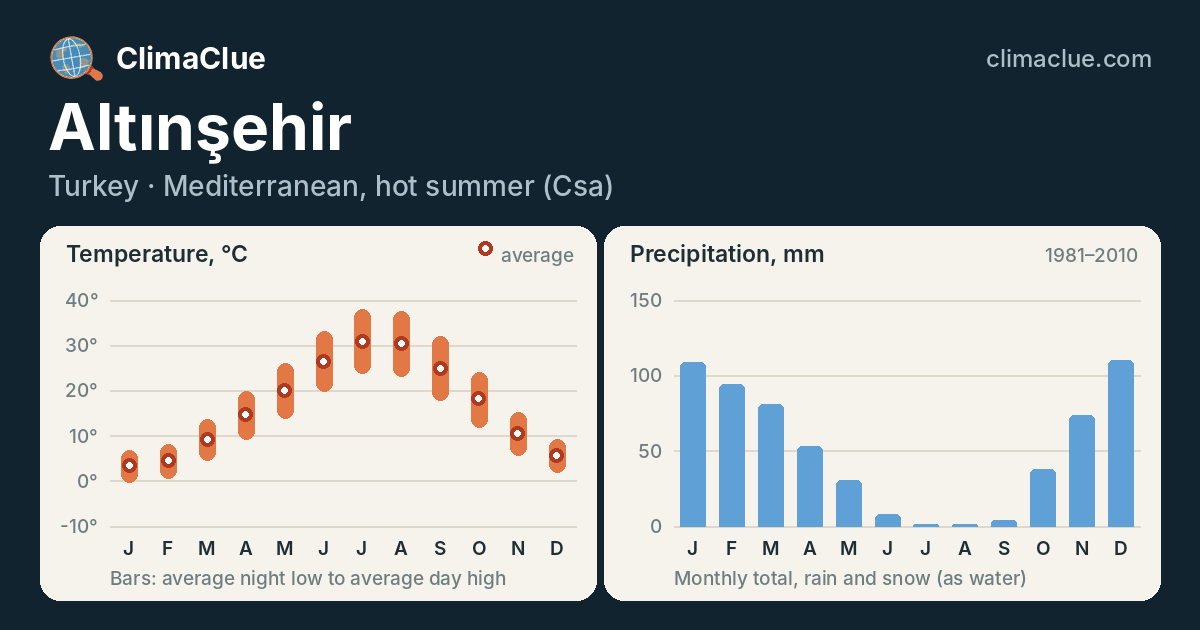 ClimaClue
climaclue.com
Altınşehir
Turkey · Mediterranean, hot summer (Csa)
Temperature, °C
average
40°
30°
20°
10°
0°
-10°
J F M A M J J A S O N D
Bars: average night low to average day high
Precipitation, mm
1981–2010
150
100
50
0
J F M A M J J A S O N D
Monthly total, rain and snow (as water)